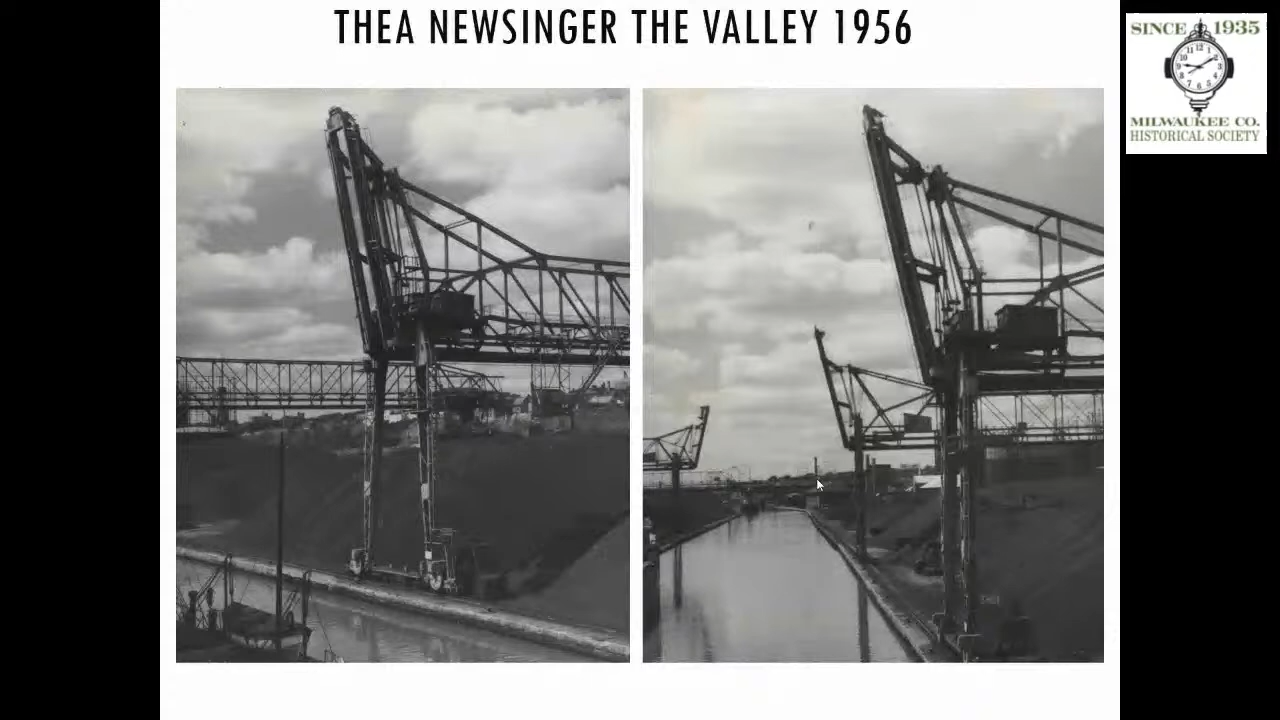 THEA NEWSINGER THE VALLEY 1956
SINCE 1935
MILWAUKEE CO.
HISTORICAL SOCIETY